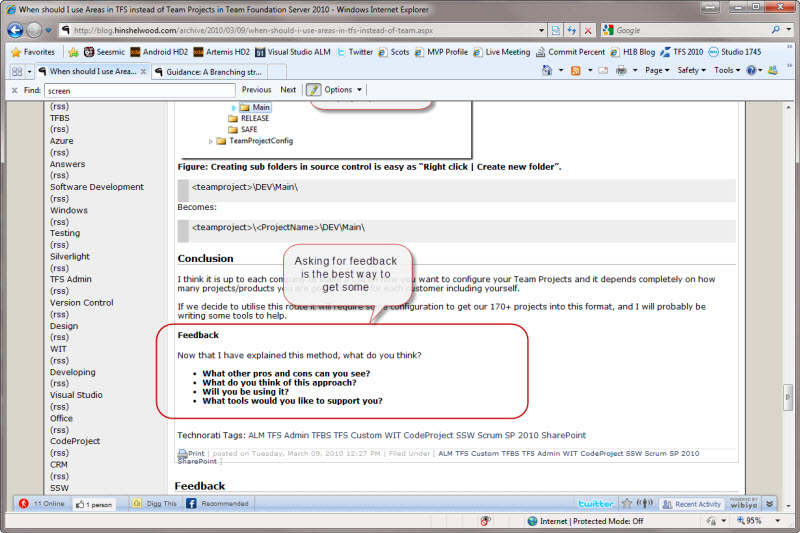 When should I use Areas in TFS instead of Team Projects in Team Foundation Server 2010 - Windows Internet Explorer
http://blog.hinshelwood.com/archive/2010/03/09/when-should-i-use-areas-in-tfs-instead-of-team.aspx
Google
Favorites
Seesmic
Android HD2
Artemis HD2
Visual Studio ALM
Twitter
Scots
MVP Profile
Live Meeting
Commit Percent
H1B Blog
TFS 2010
Studio 1745
When should I use Areas...
Guidance: A Branching str...
Page
Safety
Tools
Find: screen
Previous
Next
Options
(rss)
TFBS
(rss)
Azure
(rss)
Answers
(rss)
Software Development
(rss)
Windows
(rss)
Testing
(rss)
Silverlight
(rss)
TFS Admin
(rss)
Version Control
(rss)
Design
(rss)
WIT
(rss)
Developing
(rss)
Visual Studio
(rss)
Office
(rss)
CodeProject
(rss)
CRM
(rss)
SSW
Main
RELEASE
SAFE
TeamProjectConfig
Figure: Creating sub folders in source control is easy as “Right click | Create new folder”.
<teamproject>\DEV\Main\
Becomes:
<teamproject>\<ProjectName>\DEV\Main\
Conclusion
Asking for feedback
is the best way to
get some
I think it is up to each you want to configure your Team Projects and it depends completely on how
many projects/products you are each customer including yourself.
If we decide to utilise this route it will require configuration to get our 170+ projects into this format, and I will probably be
writing some tools to help.
Feedback
Now that I have explained this method, what do you think?
• What other pros and cons can you see?
• What do you think of this approach?
• Will you be using it?
• What tools would you like to support you?
Technorati Tags: ALM TFS Admin TFBS TFS Custom WIT CodeProject SSW Scrum SP 2010 SharePoint
Print | posted on Tuesday, March 09, 2010 12:27 PM | Filed Under [ ALM TFS Custom TFBS TFS Admin WIT CodeProject SSW Scrum SP 2010
SharePoint ]
Feedback
11 Online
1 person
Digg This
Recommended
twitter
Recent Activity
POWERED BY
wibiya
Internet | Protected Mode: Off
95%